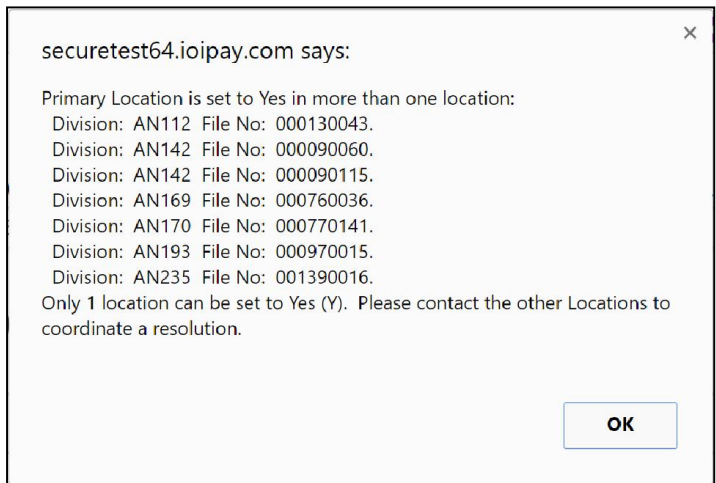 securetest64.ioipay.com says:
Primary Location is set to Yes in more than one location:
Division: AN112 File No: 000130043.
Division: AN142 File No: 000090060.
Division: AN142 File No: 000090115.
Division: AN169 File No: 000760036.
Division: AN170 File No: 000770141.
Division: AN193 File No: 000970015.
Division: AN235 File No: 001390016.
Only 1 location can be set to Yes (Y). Please contact the other Locations to
coordinate a resolution.
OK